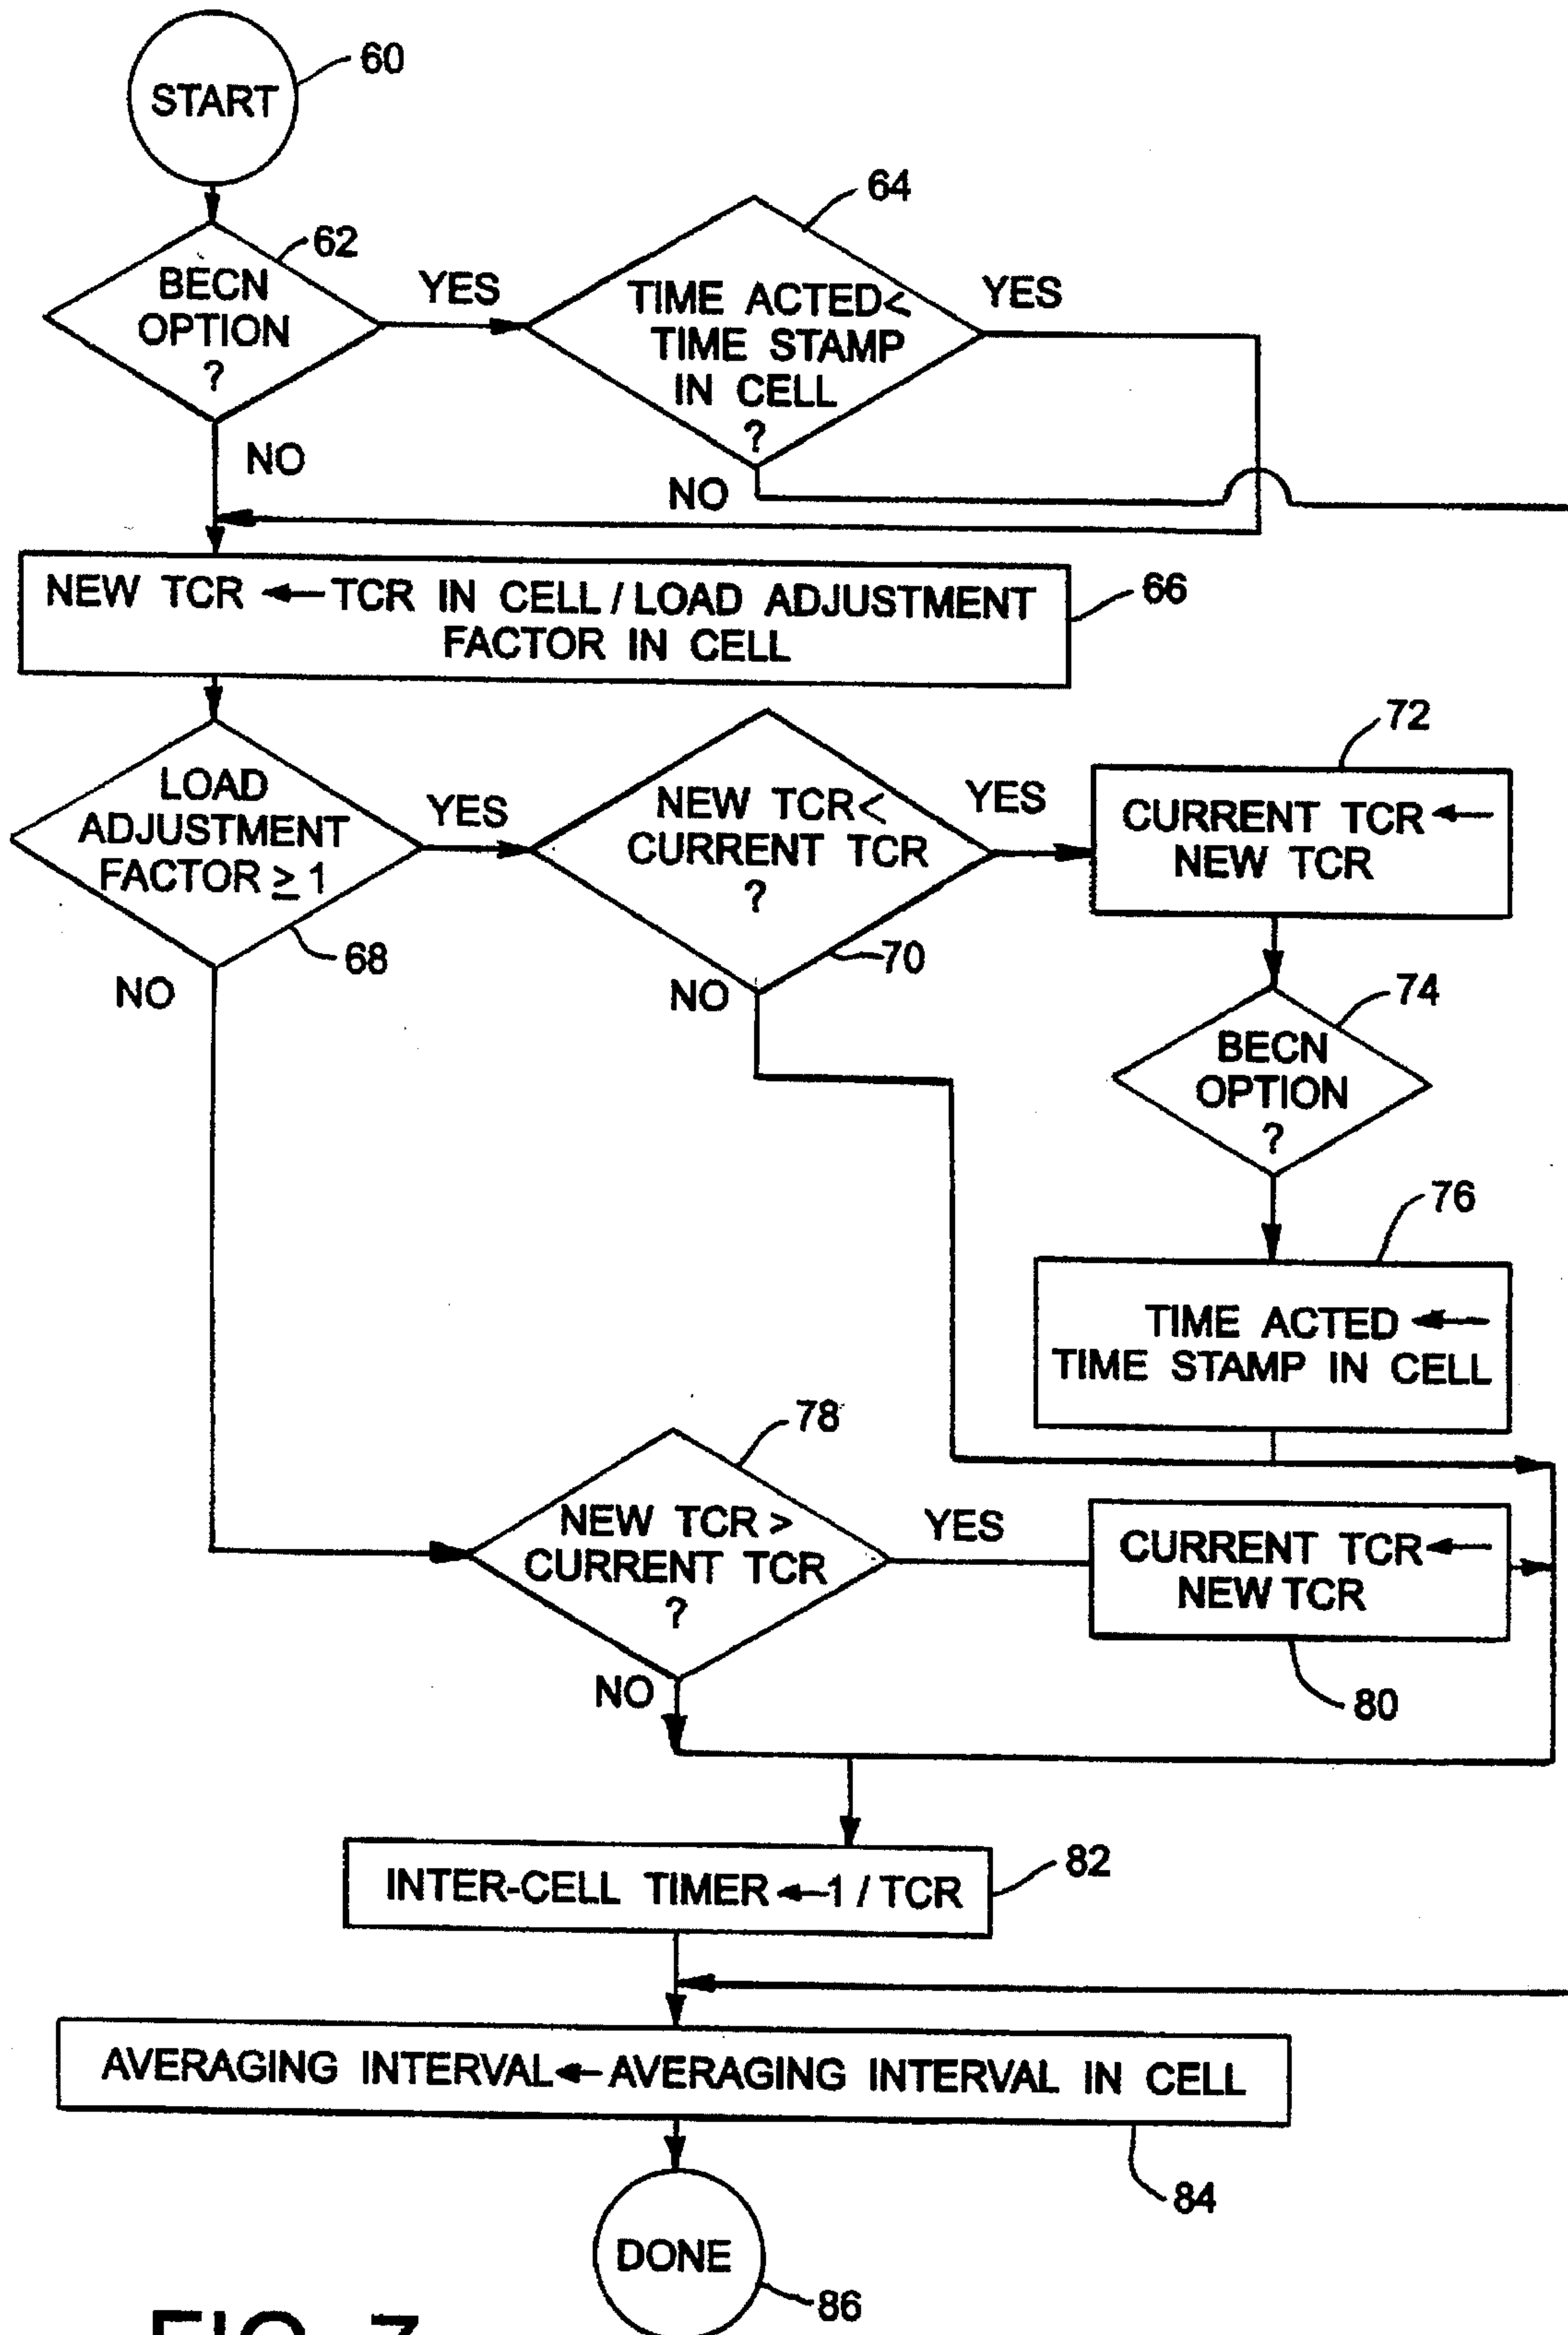 START
60
BECN
OPTION
?
62
YES
NO
TIME ACTED<
TIME STAMP
IN CELL
?
64
YES
NO
NEW TCR ← TCR IN CELL / LOAD ADJUSTMENT
FACTOR IN CELL
66
LOAD
ADJUSTMENT
FACTOR ≥ 1
68
YES
NO
NEW TCR<
CURRENT TCR
?
70
YES
NO
CURRENT TCR ←
NEW TCR
72
BECN
OPTION
?
74
TIME ACTED ←
TIME STAMP IN CELL
76
NEW TCR >
CURRENT TCR
?
78
YES
NO
CURRENT TCR ←
NEW TCR
80
INTER-CELL TIMER ← 1 / TCR
82
AVERAGING INTERVAL ← AVERAGING INTERVAL IN CELL
84
DONE
86